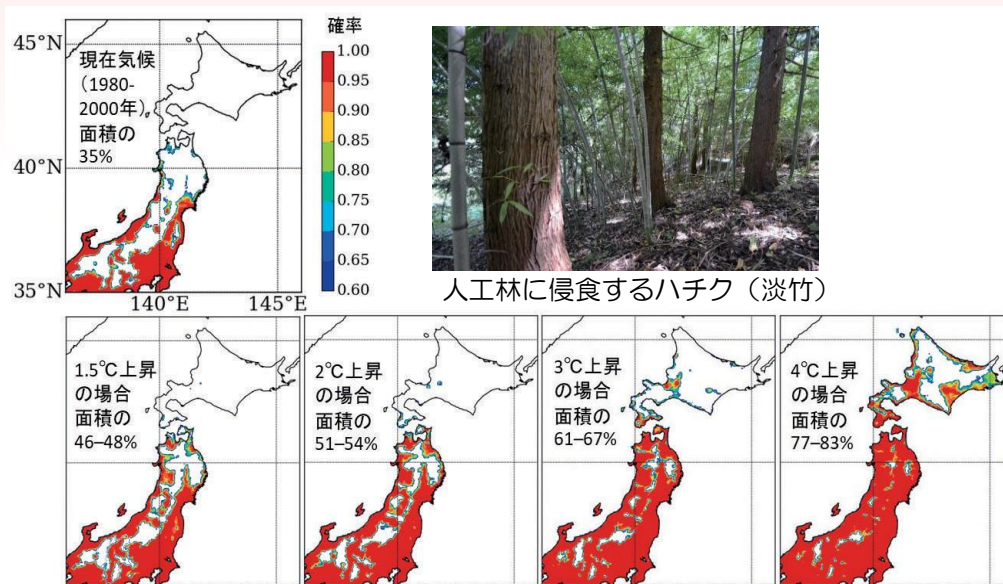 確率
45°N
40°N
35°N
140°E
145°E
現在気候
(1980-
2000年)
面積の
35%
1.00
0.95
0.90
0.85
0.80
0.75
0.70
0.65
0.60
人工林に侵食するハチク（淡竹）
1.5℃上昇
の場合
面積の
46–48%
2℃上昇
の場合
面積の
51–54%
3℃上昇
の場合
面積の
61–67%
4℃上昇
の場合
面積の
77–83%